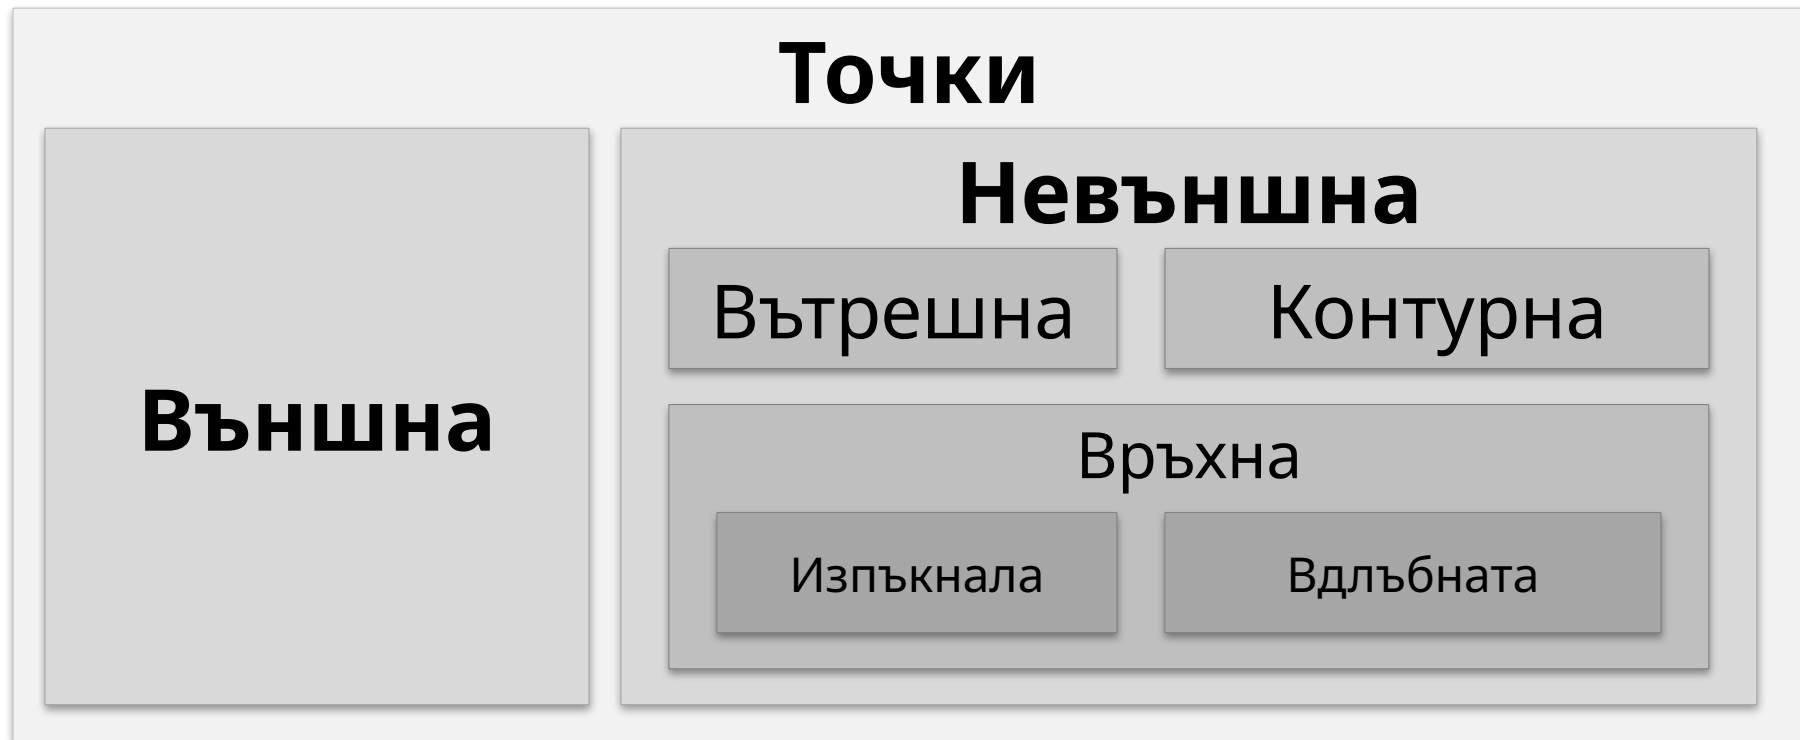 Точки
Външна
Невъншна
Вътрешна
Контурна
Връхна
Изпъкнала
Вдлъбната